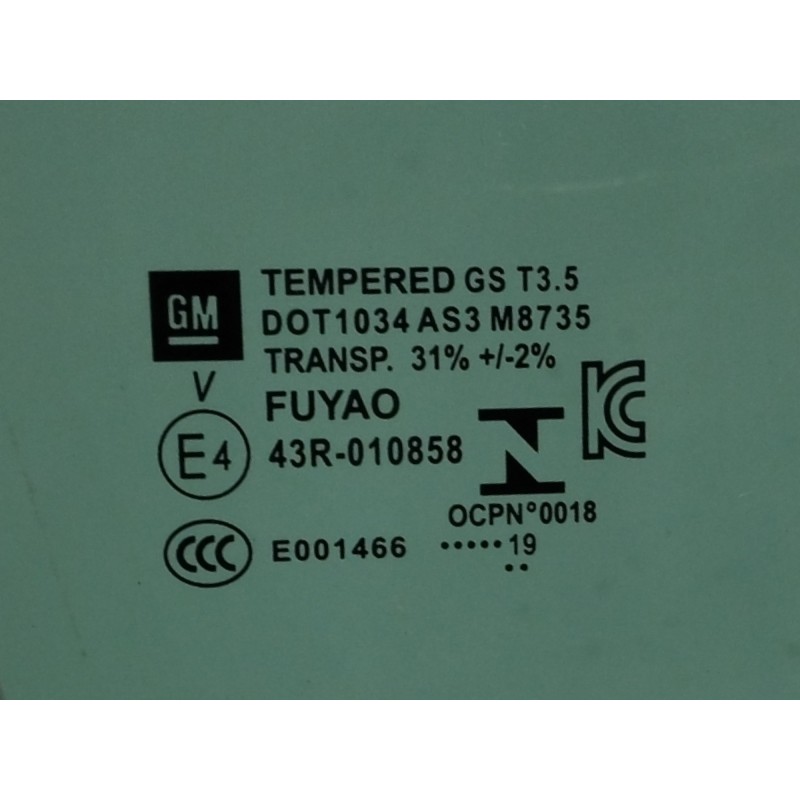 GM
TEMPERED GS T3.5
DOT1034 AS3 M8735
TRANSP. 31% +/-2%
V
FUYAO
E4
43R-010858
KC
N
OCPN°0018
CCC
E001466
.....19
..